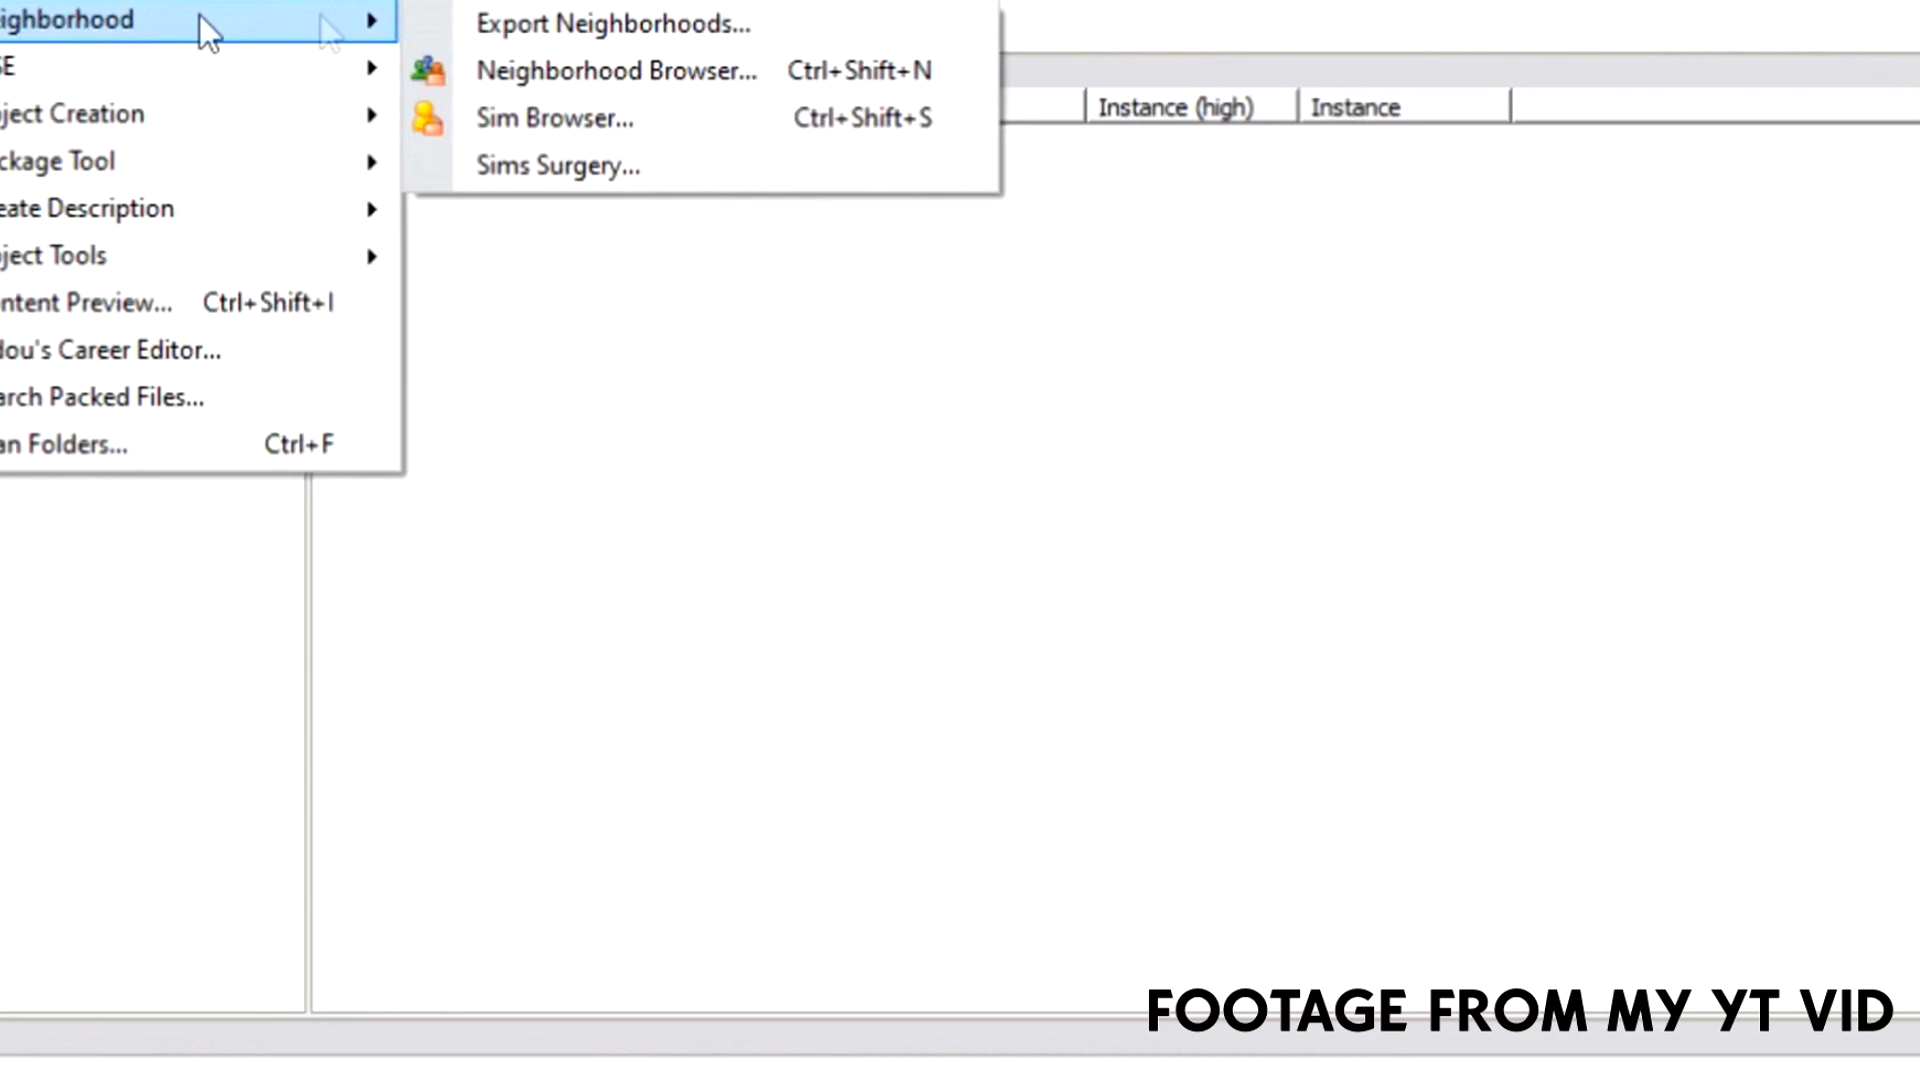 ighborhood
E
ject Creation
ckage Tool
eate Description
ject Tools
ntent Preview... Ctrl+Shift+I
dou's Career Editor...
arch Packed Files...
an Folders... Ctrl+F
Export Neighborhoods...
Neighborhood Browser... Ctrl+Shift+N
Sim Browser... Ctrl+Shift+S
Sims Surgery...
Instance (high) Instance
FOOTAGE FROM MY YT VID